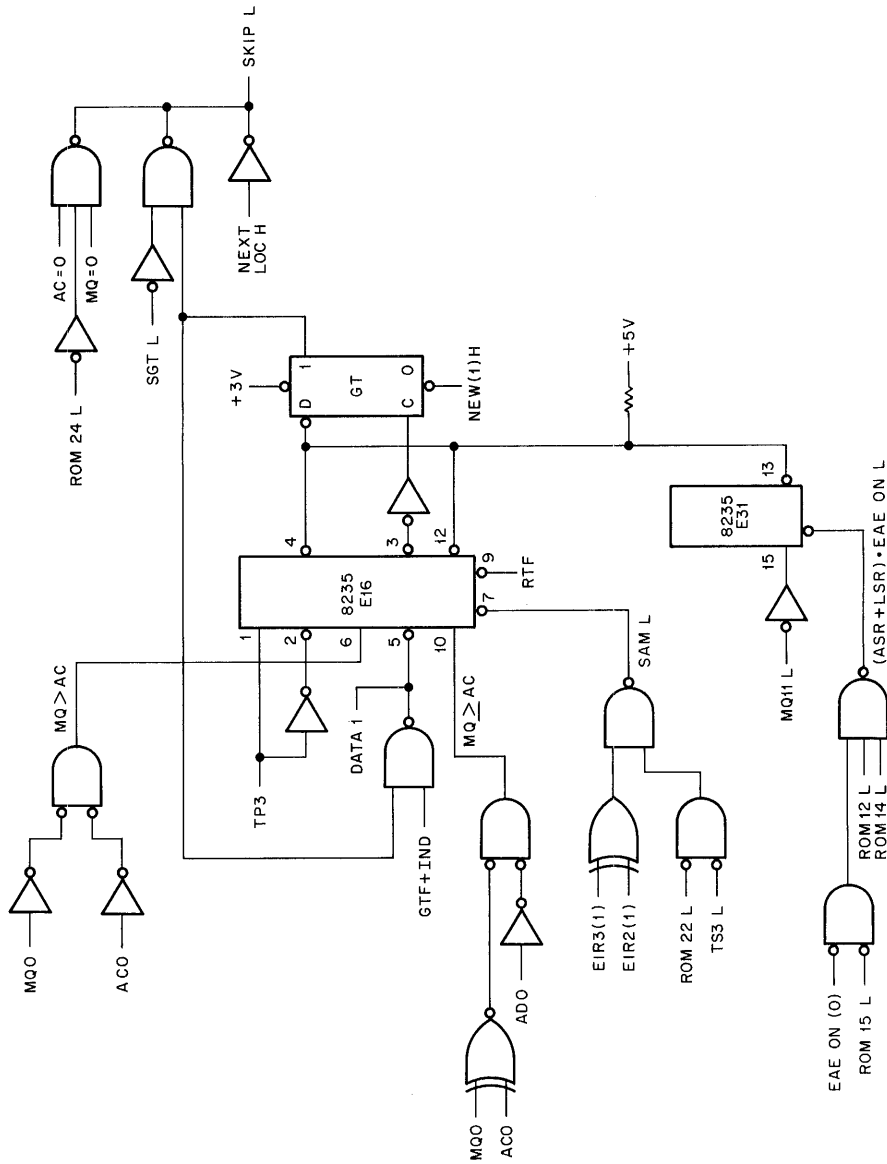 MQ0
AC0
MQ > AC
TP3
DATA 1
GTF+IND
MQ ≥ AC
MQ0
AC0
AD0
1
2
6
5
10
8235
E16
4
3
12
7
9
RTF
SAM L
EIR3(1)
EIR2(1)
ROM 22 L
TS3 L
+3V
D
1
GT
C
0
NEW(1)H
ROM 24 L
AC=0
MQ=0
SGT L
NEXT
LOC H
SKIP L
+5V
MQ11 L
15
8235
E31
13
EAE ON (0)
ROM 15 L
ROM 12 L
ROM 14 L
(ASR+LSR)•EAE ON L